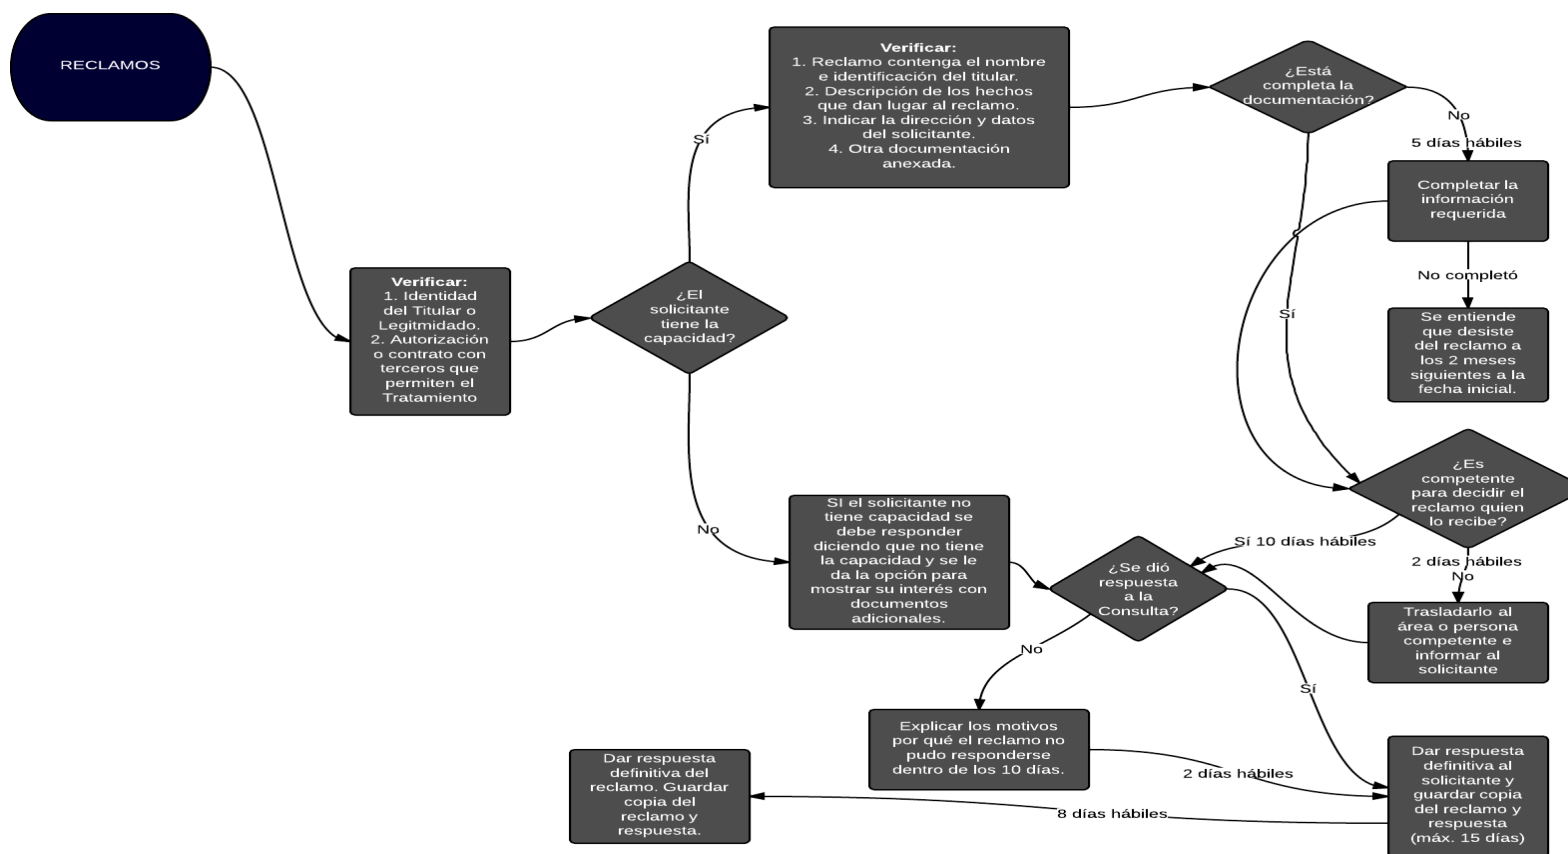 RECLAMOS
Verificar:
1. Identidad
del Titular o
Legitmidado.
2. Autorización
o contrato con
terceros que
permiten el
Tratamiento
¿El
solicitante
tiene la
capacidad?
Sí
Verificar:
1. Reclamo contenga el nombre
e identificación del titular.
2. Descripción de los hechos
que dan lugar al reclamo.
3. Indicar la dirección y datos
del solicitante.
4. Otra documentación
anexada.
¿Está
completa la
documentación?
No
5 días hábiles
Completar la
información
requerida
No completó
Se entiende
que desiste
del reclamo a
los 2 meses
siguientes a la
fecha inicial.
Sí
¿Es
competente
para decidir el
reclamo quien
lo recibe?
Sí 10 días hábiles
2 días hábiles
No
Trasladarlo al
área o persona
competente e
informar al
solicitante
No
SI el solicitante no
tiene capacidad se
debe responder
diciendo que no tiene
la capacidad y se le
da la opción para
mostrar su interés con
documentos
adicionales.
¿Se dió
respuesta
a la
Consulta?
No
Sí
Explicar los motivos
por qué el reclamo no
pudo responderse
dentro de los 10 días.
2 días hábiles
Dar respuesta
definitiva al
solicitante y
guardar copia
del reclamo y
respuesta
(máx. 15 días)
8 días hábiles
Dar respuesta
definitiva del
reclamo. Guardar
copia del
reclamo y
respuesta.